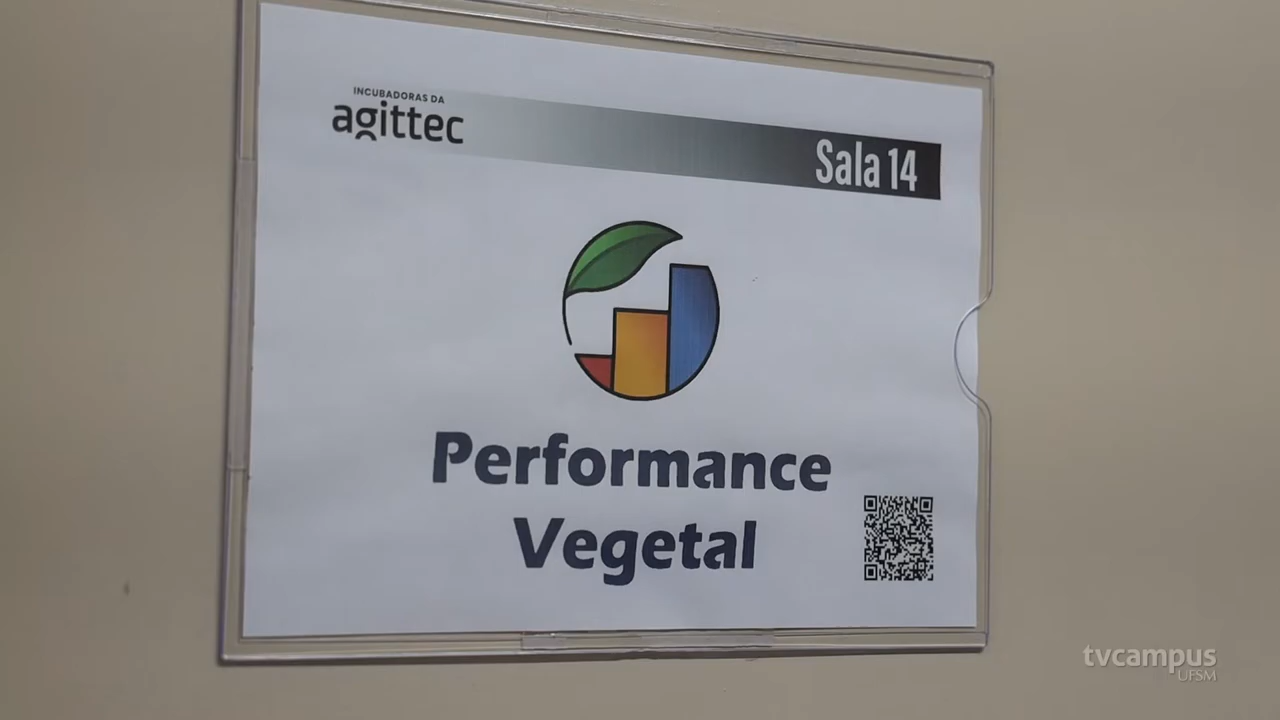 INCUBADORAS DA
agittec
Sala 14
Performance
Vegetal
tvcampus
UFSM